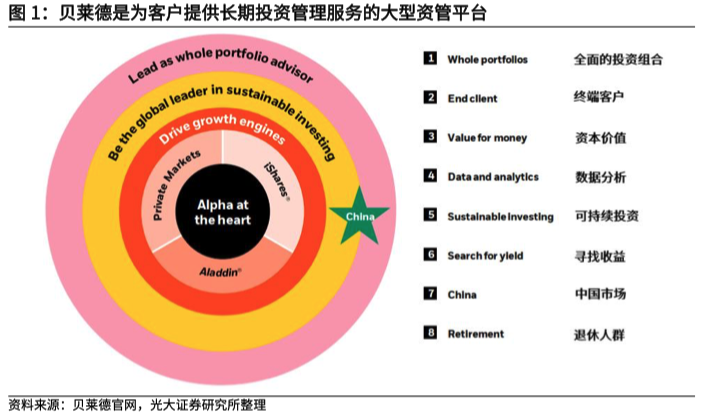 图 1：贝莱德是为客户提供长期投资管理服务的大型资管平台
Lead as whole portfolio advisor
Be the global leader in sustainable investing
Drive growth engines
Private Markets
iShares®
Alpha at
the heart
Aladdin®
China
1 Whole portfolios 全面的投资组合
2 End client 终端客户
3 Value for money 资本价值
4 Data and analytics 数据分析
5 Sustainable Investing 可持续投资
6 Search for yield 寻找收益
7 China 中国市场
8 Retirement 退休人群
资料来源：贝莱德官网，光大证券研究所整理